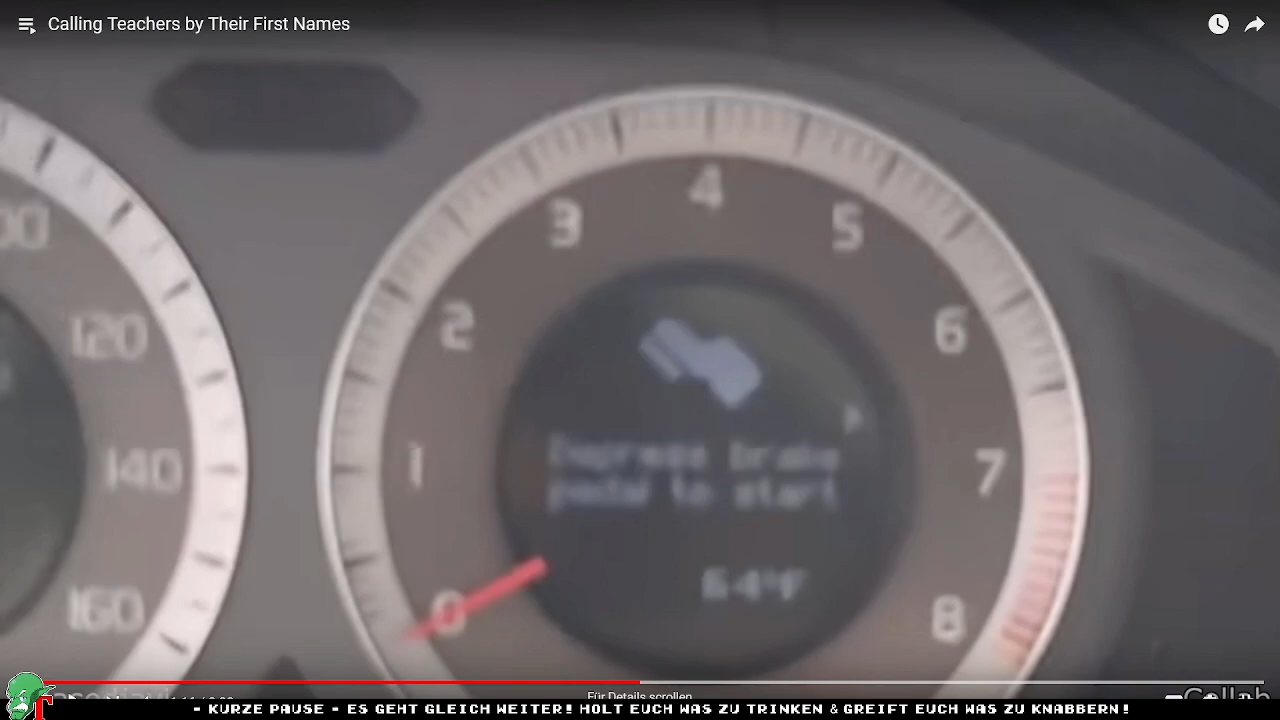 Calling Teachers by Their First Names
4
3
5
2
6
120
1
7
140
Depress brake
pedal to start
64°F
160
0
8
Für Details scrollen
Collab
- KURZE PAUSE - ES GEHT GLEICH WEITER! HOLT EUCH WAS ZU TRINKEN & GREIFT EUCH WAS ZU KNABBERN!